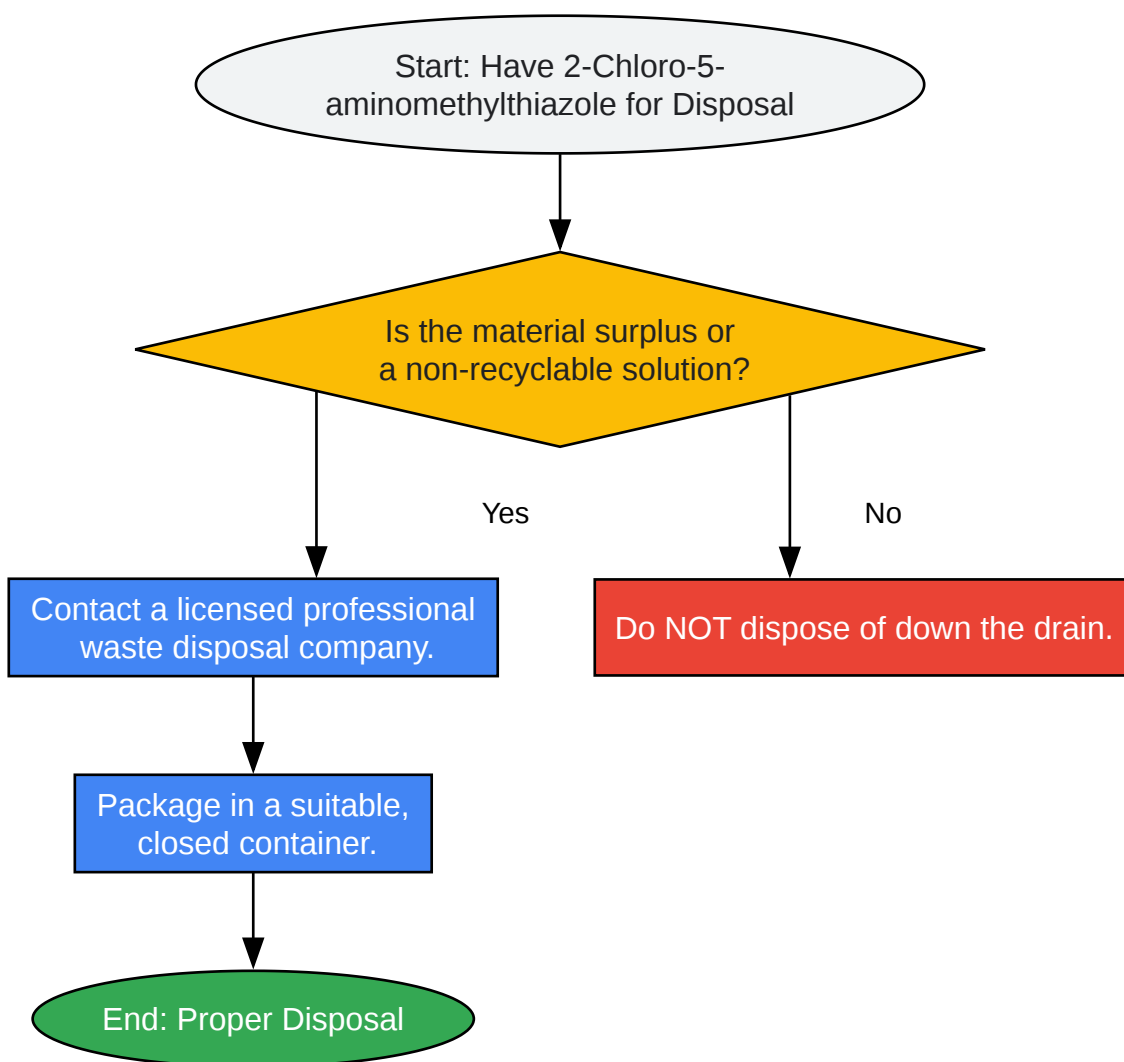 Start: Have 2-Chloro-5-
aminomethylthiazole for Disposal
Is the material surplus or
a non-recyclable solution?
Yes
No
Contact a licensed professional
waste disposal company.
Do NOT dispose of down the drain.
Package in a suitable,
closed container.
End: Proper Disposal